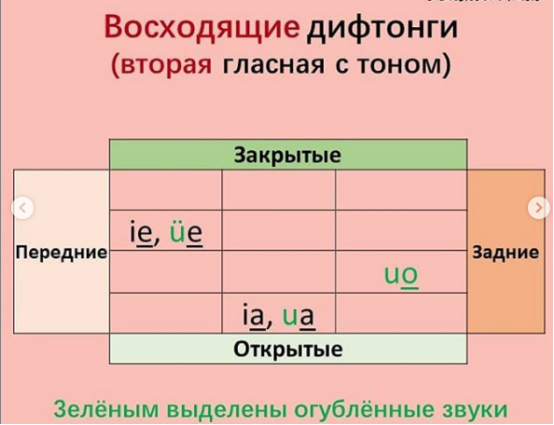 Восходящие дифтонги
(вторая гласная с тоном)
Закрытые
ie, üe
Передние
Задние
uo
ia, ua
Открытые
Зелёным выделены огублённые звуки